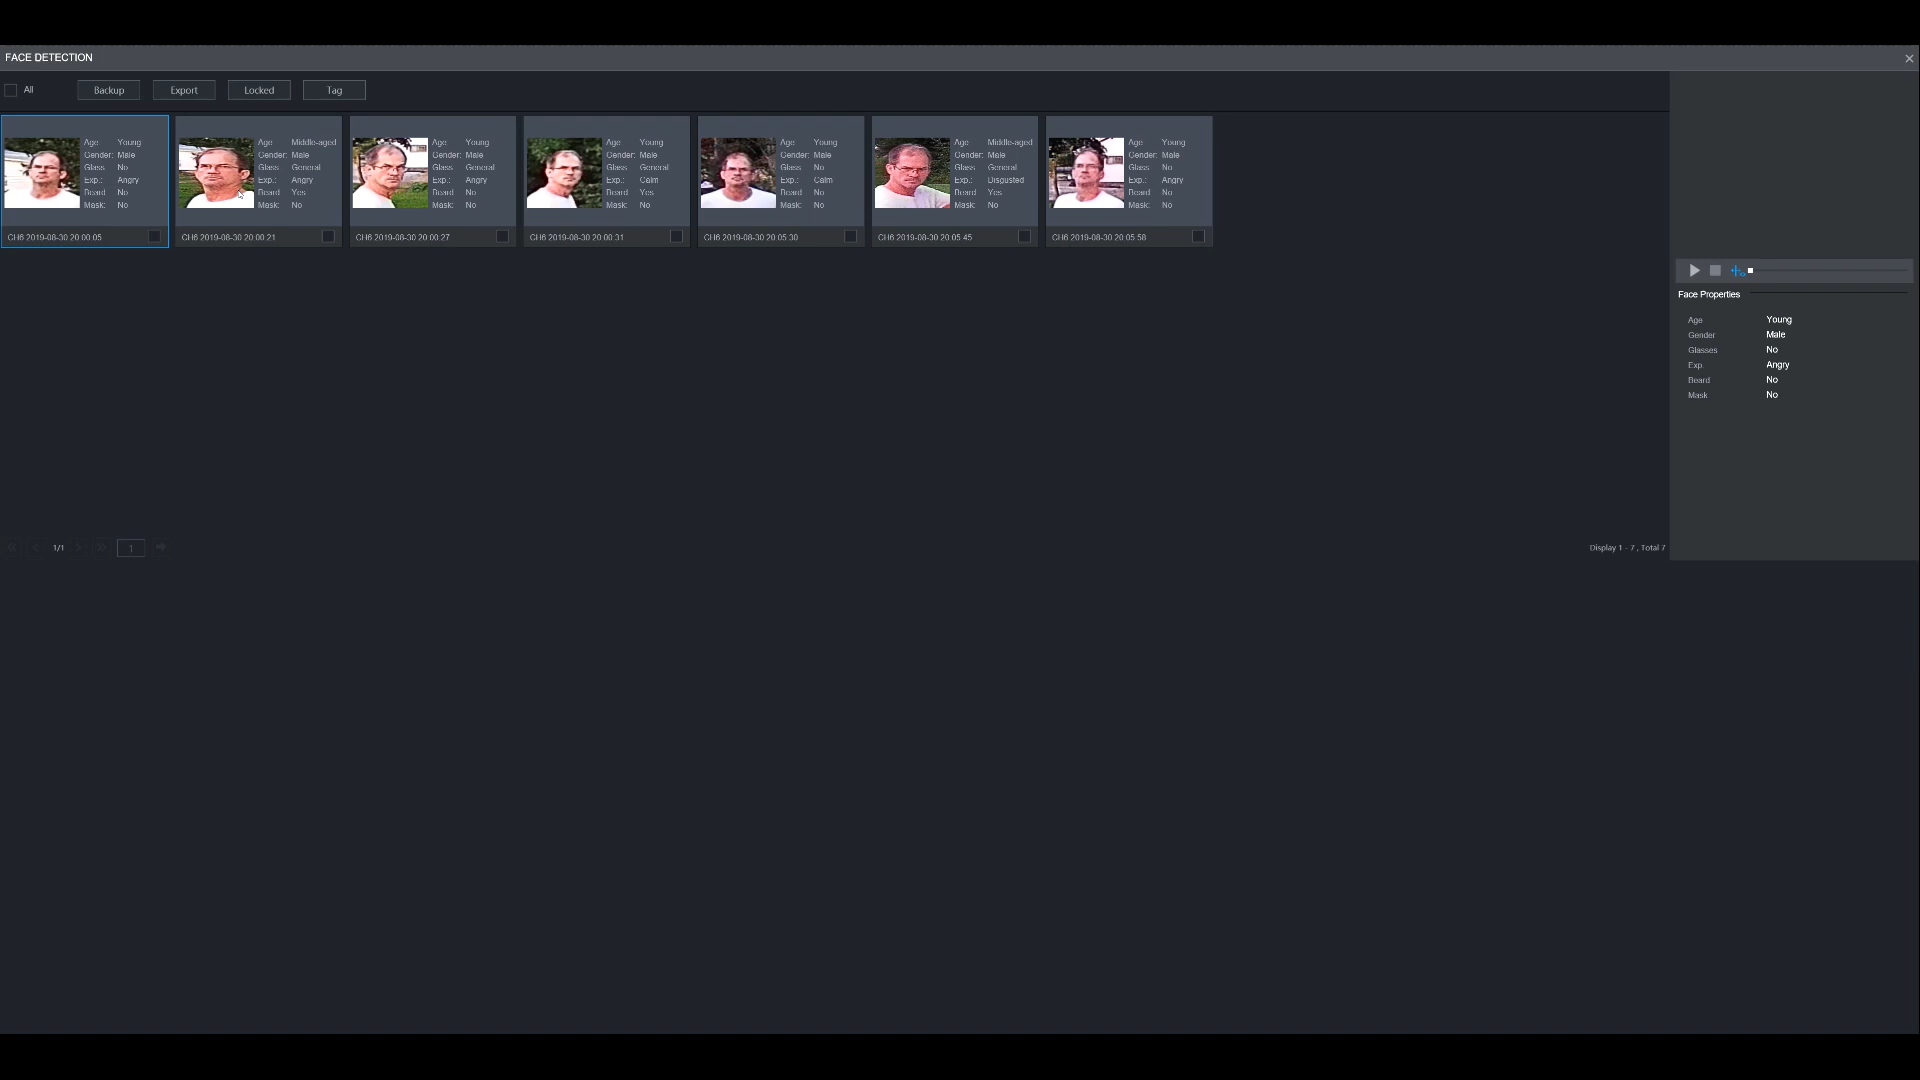 FACE DETECTION
All Backup Export Locked Tag
Age Young
Gender: Male
Glass No
Exp.: Angry
Beard No
Mask: No
CH6 2019-08-30 20:00:05
Age Middle-aged
Gender: Male
Glass General
Exp.: Angry
Beard Yes
Mask: No
CH6 2019-08-30 20:00:21
Age Young
Gender: Male
Glass General
Exp.: Angry
Beard No
Mask: No
CH6 2019-08-30 20:00:27
Age Young
Gender: Male
Glass General
Exp.: Calm
Beard Yes
Mask: No
CH6 2019-08-30 20:00:31
Age Young
Gender: Male
Glass No
Exp.: Calm
Beard No
Mask: No
CH6 2019-08-30 20:05:30
Age Middle-aged
Gender: Male
Glass General
Exp.: Disgusted
Beard Yes
Mask: No
CH6 2019-08-30 20:05:45
Age Young
Gender: Male
Glass No
Exp.: Angry
Beard No
Mask: No
CH6 2019-08-30 20:05:58
Face Properties
Age Young
Gender Male
Glasses No
Exp. Angry
Beard No
Mask No
1/1 1
Display 1 - 7 , Total 7